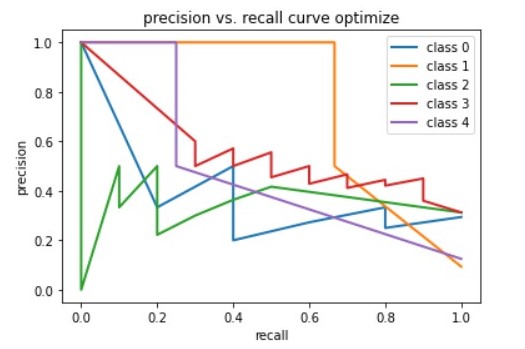 precision vs. recall curve optimize
1.0
0.8
0.6
0.4
0.2
0.0
precision
class 0
class 1
class 2
class 3
class 4
0.0 0.2 0.4 0.6 0.8 1.0
recall